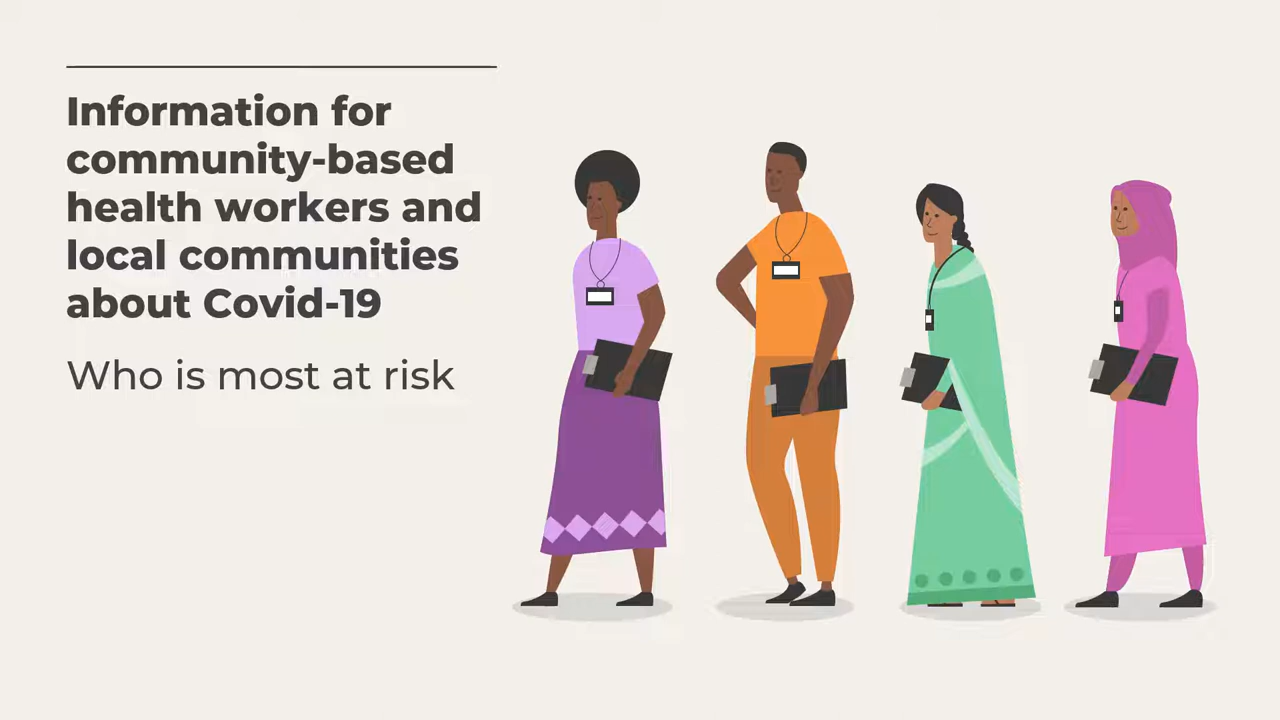 Information for
community-based
health workers and
local communities
about Covid-19
Who is most at risk